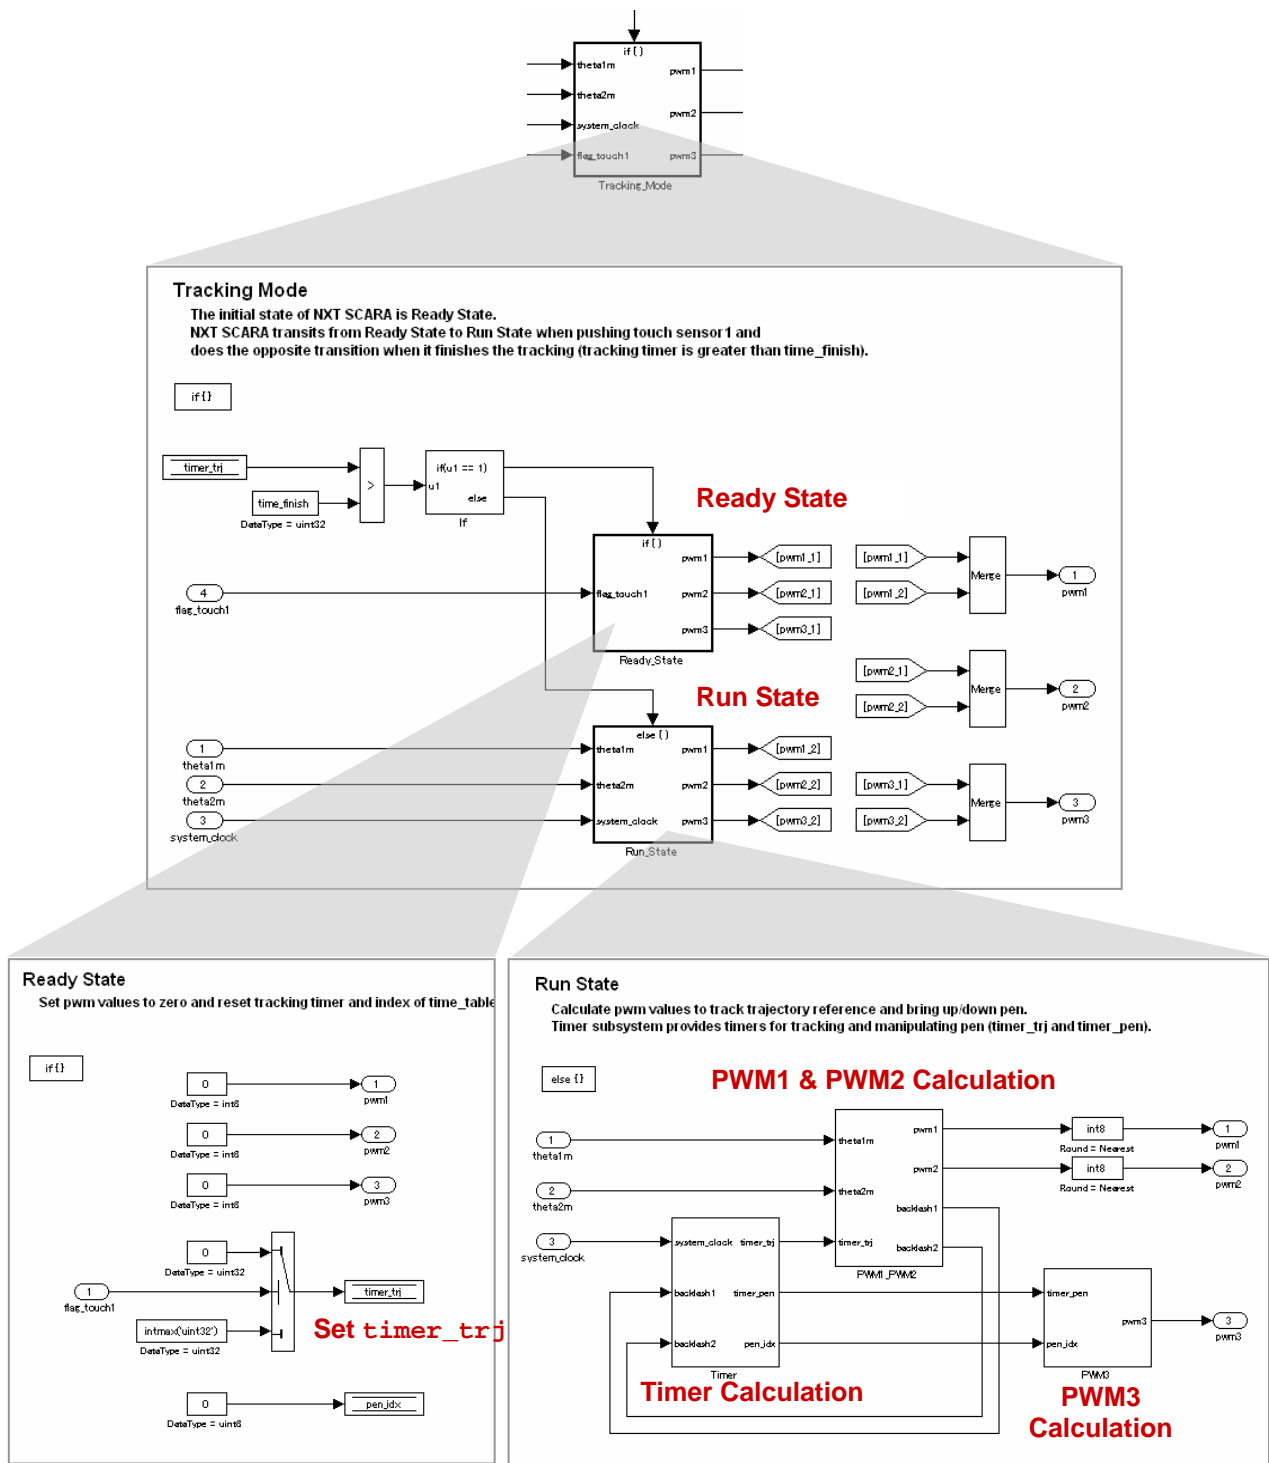 if { }
theta1m
pwm1
theta2m
pwm2
system_clock
flag_touch1
pwm3
Tracking_Mode
Tracking Mode
The initial state of NXT SCARA is Ready State.
NXT SCARA transits from Ready State to Run State when pushing touch sensor1 and
does the opposite transition when it finishes the tracking (tracking timer is greater than time_finish).
if {}
timer_trj
>
if(u1 == 1)
u1
else
If
time_finish
DataType = uint32
Ready State
if { }
pwm1
[pwm1_1]
[pwm1_1]
Merge
1
pwm1
4
flag_touch1
flag_touch1
pwm2
[pwm2_1]
[pwm1_2]
pwm3
[pwm3_1]
Ready_State
[pwm2_1]
Merge
2
pwm2
[pwm2_2]
Run State
else { }
1
theta1m
theta1m
pwm1
[pwm1_2]
2
theta2m
theta2m
pwm2
[pwm2_2]
[pwm3_1]
Merge
3
pwm3
3
system_clock
system_clock
pwm3
[pwm3_2]
[pwm3_2]
Run_State
Ready State
Set pwm values to zero and reset tracking timer and index of time_table
if {}
0
DataType = int8
1
pwm1
0
DataType = int8
2
pwm2
0
DataType = int8
3
pwm3
0
DataType = uint32
1
flag_touch1
timer_trj
intmax('uint32')
DataType = uint32
Set timer_trj
0
DataType = uint8
pen_idx
Run State
Calculate pwm values to track trajectory reference and bring up/down pen.
Timer subsystem provides timers for tracking and manipulating pen (timer_trj and timer_pen).
else {}
PWM1 & PWM2 Calculation
1
theta1m
theta1m
pwm1
int8
Round = Nearest
1
pwm1
pwm2
int8
Round = Nearest
2
pwm2
2
theta2m
theta2m
backlash1
3
system_clock
system_clock
timer_trj
timer_trj
backlash2
PWM1_PWM2
backlash1
timer_pen
timer_pen
pwm3
3
pwm3
backlash2
pen_idx
pen_idx
Timer
PWM3
Timer Calculation
PWM3
Calculation